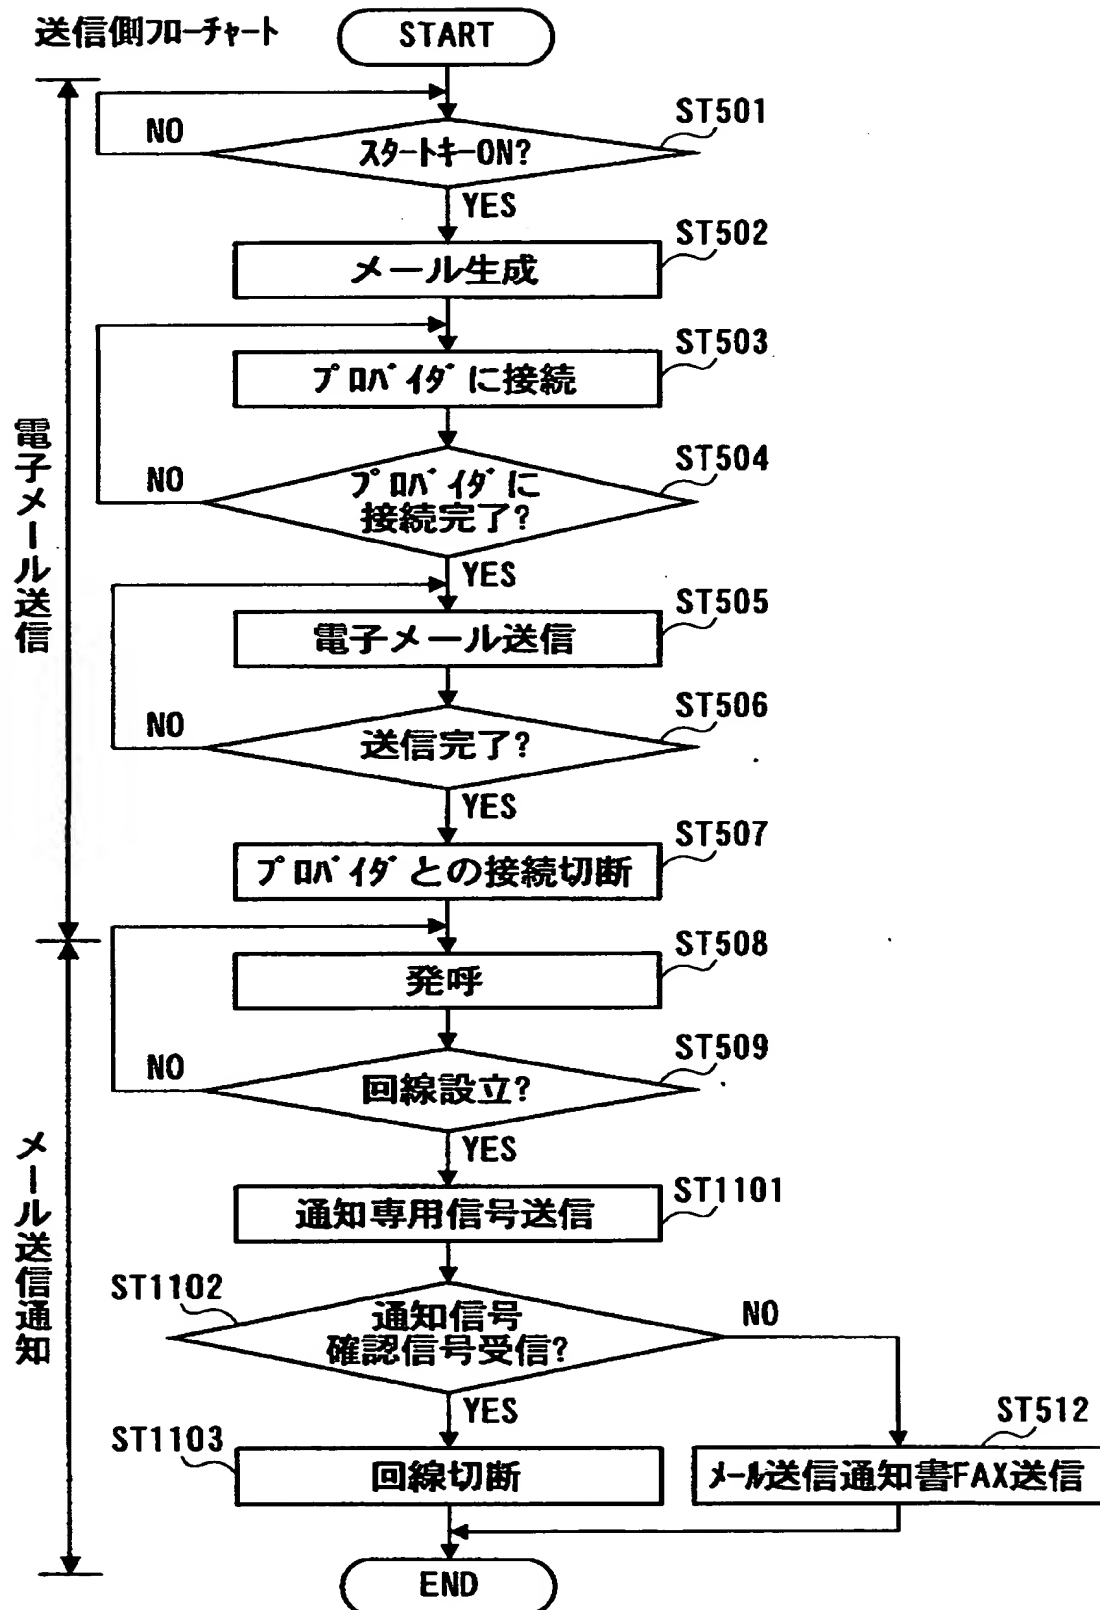 送信側フローチャート
START
ST501
NO
スタートキーON?
YES
ST502
メール生成
ST503
プロバイダに接続
ST504
NO
プロバイダに
接続完了?
YES
ST505
電子メール送信
ST506
NO
送信完了?
YES
ST507
プロバイダとの接続切断
電子メール送信
ST508
発呼
ST509
NO
回線設立?
YES
ST1101
通知専用信号送信
ST1102
通知信号
確認信号受信?
NO
YES
ST1103
回線切断
ST512
メール送信通知書FAX送信
メール送信通知
END